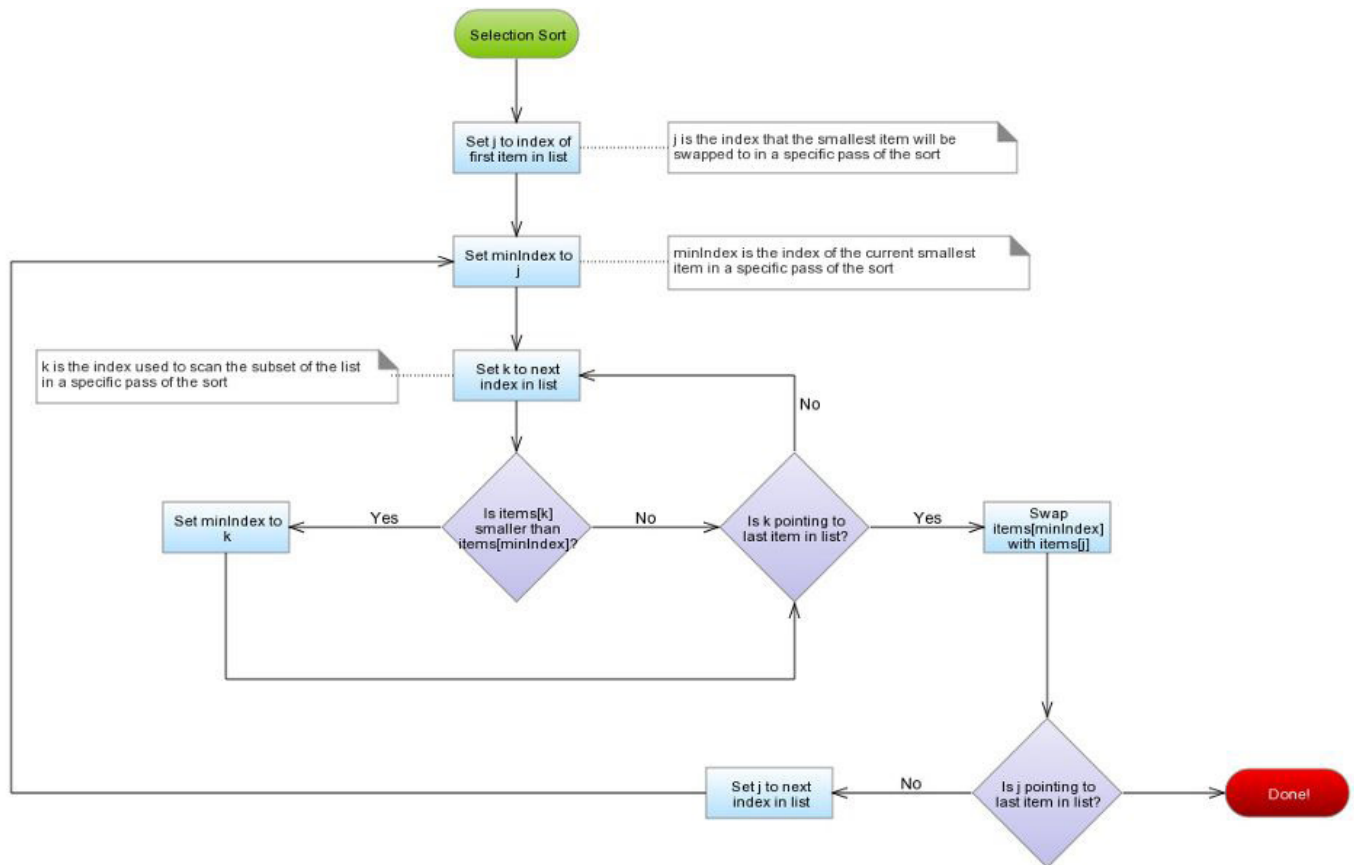 Selection Sort
Set j to index of
first item in list
j is the index that the smallest item will be
swapped to in a specific pass of the sort
Set minIndex to
j
minIndex is the index of the current smallest
item in a specific pass of the sort
k is the index used to scan the subset of the list
in a specific pass of the sort
Set k to next
index in list
No
Set minIndex to
k
Yes
Is items[k]
smaller than
items[minIndex]?
No
Is k pointing to
last item in list?
Yes
Swap
items[minIndex]
with items[j]
Set j to next
index in list
No
Is j pointing to
last item in list?
Done!